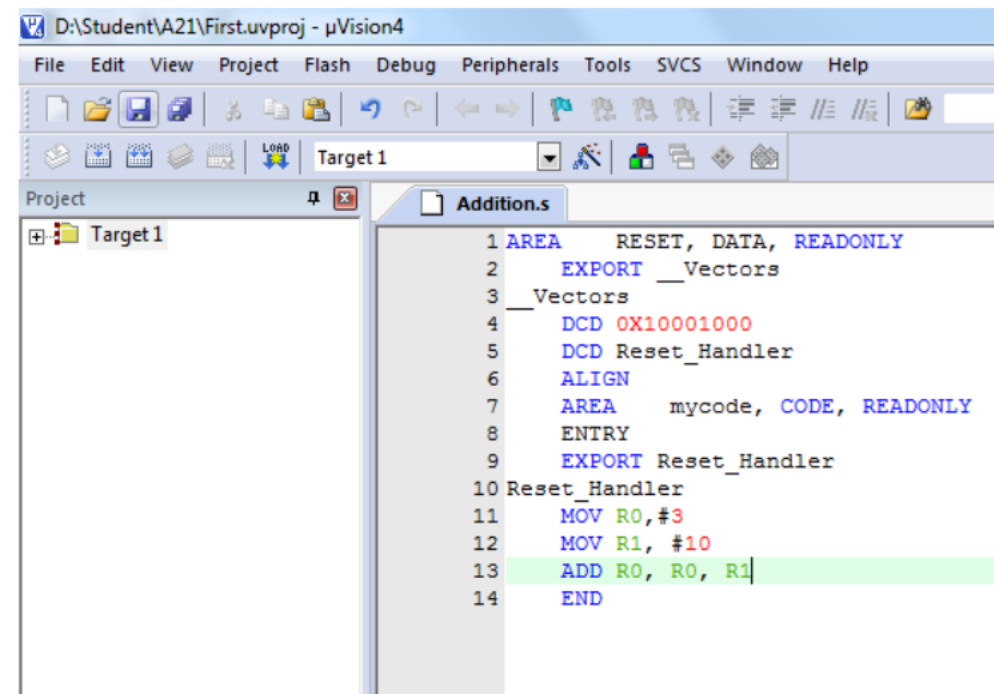 D:\Student\A21\First.uvproj - µVision4
File Edit View Project Flash Debug Peripherals Tools SVCS Window Help
LOAD Target 1
Project
Addition.s
Target 1
1 AREA    RESET, DATA, READONLY
2     EXPORT __Vectors
3 __Vectors
4     DCD 0X10001000
5     DCD Reset_Handler
6     ALIGN
7     AREA    mycode, CODE, READONLY
8     ENTRY
9     EXPORT Reset_Handler
10 Reset_Handler
11     MOV R0,#3
12     MOV R1, #10
13     ADD R0, R0, R1
14     END